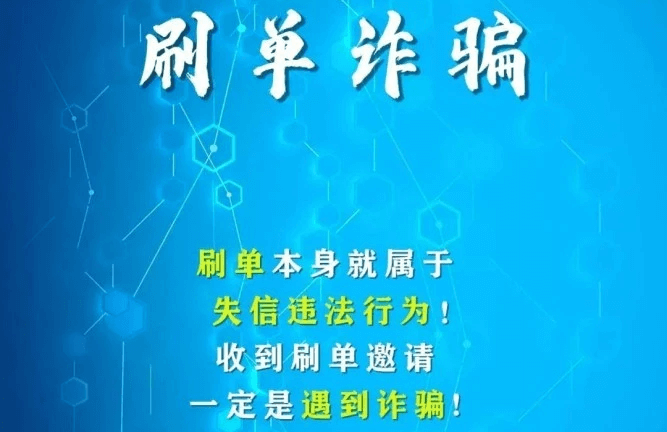 刷单诈骗
刷单本身就属于
失信违法行为!
收到刷单邀请
一定是遇到诈骗!